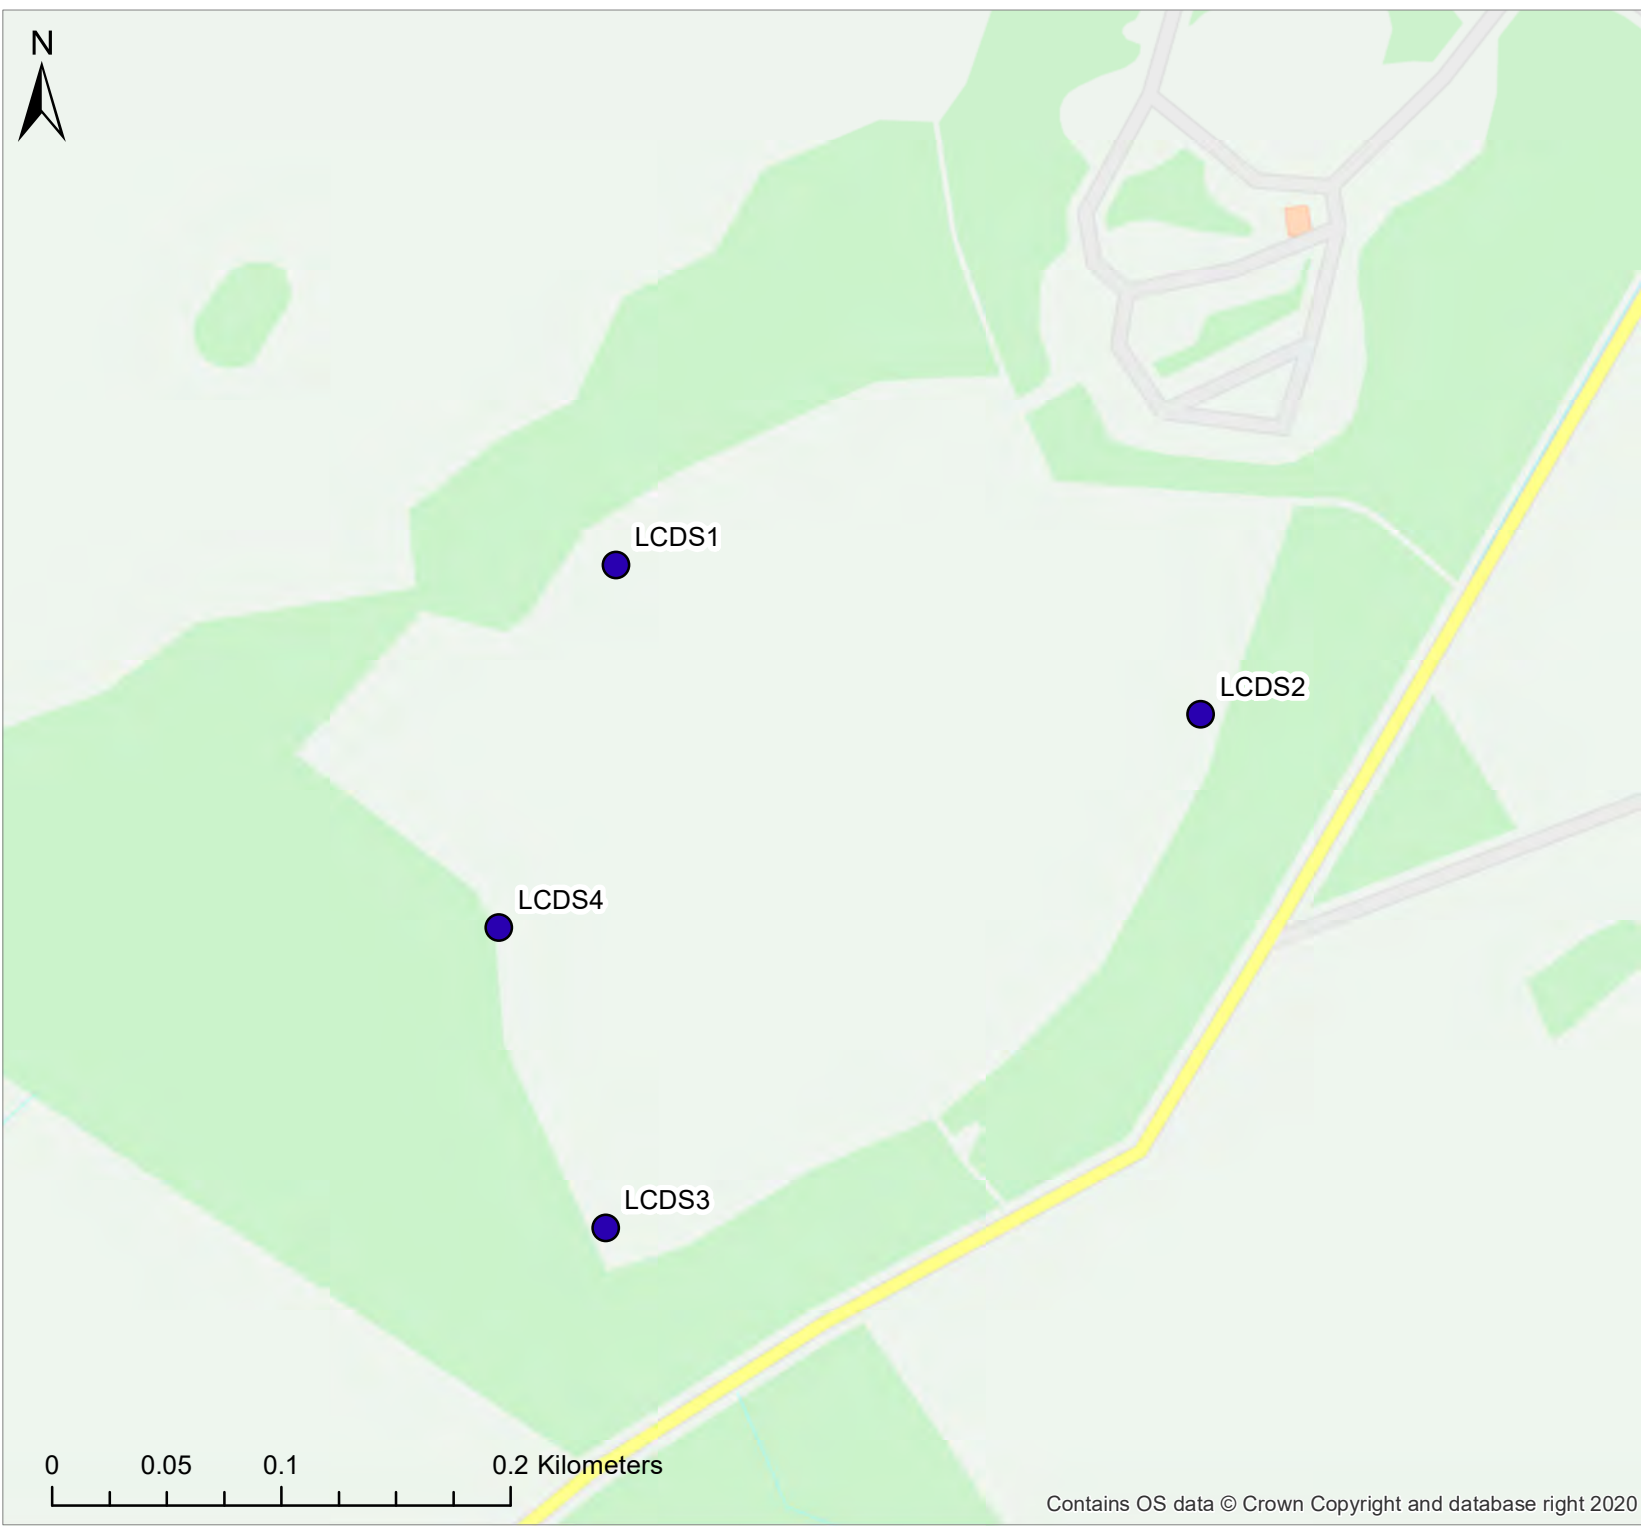 N
LCDS1
LCDS2
LCDS4
LCDS3
0 0.05 0.1 0.2 Kilometers
Contains OS data © Crown Copyright and database right 2020